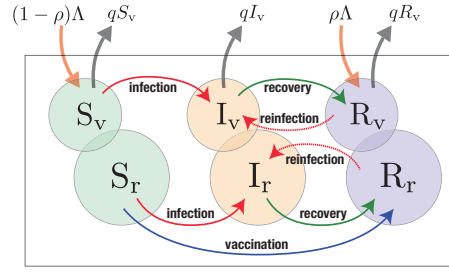 (1−ρ)Λ qS_v qI_v ρΛ qR_v
infection recovery
S_v I_v R_v
reinfection
reinfection
S_r I_r R_r
infection recovery
vaccination